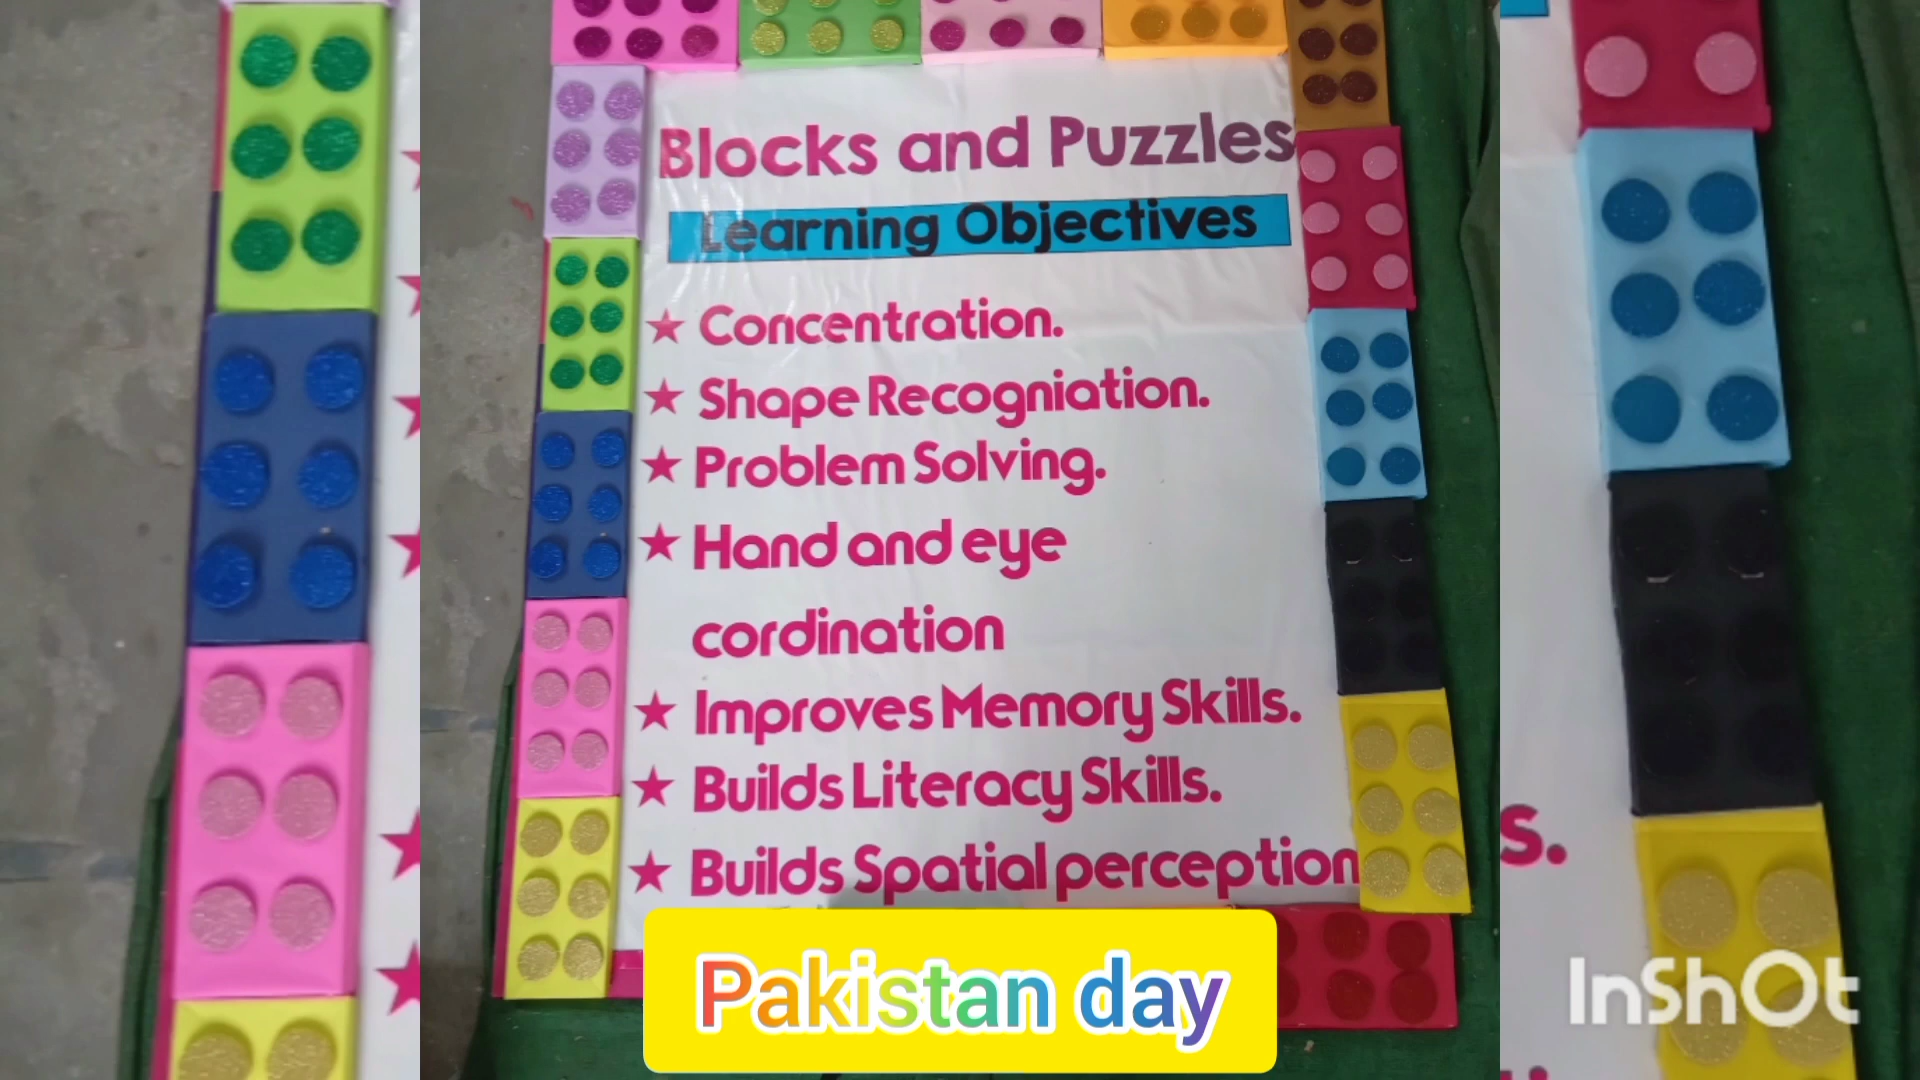 Blocks and Puzzles
Learning Objectives
★ Concentration.
★ Shape Recogniation.
★ Problem Solving.
★ Hand and eye
cordination
★ Improves Memory Skills.
★ Builds Literacy Skills.
★ Builds Spatial perception
Pakistan day
InShOt